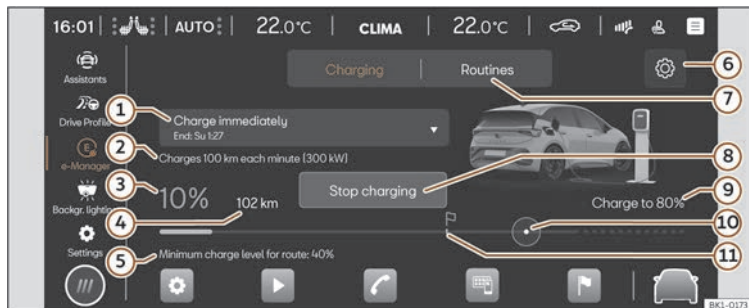 16:01 AUTO 22.0°C CLIMA 22.0°C
Assistants
Charging Routines
6
7
1
Charge immediately
End: Su 1:27
Drive Profile
2
Charges 100 km each minute (300 kW)
e-Manager
8
3
10%
4
102 km
Stop charging
9
Charge to 80%
Backgr. lighting
10
11
Settings
5
Minimum charge level for route: 40%
BK1-0173